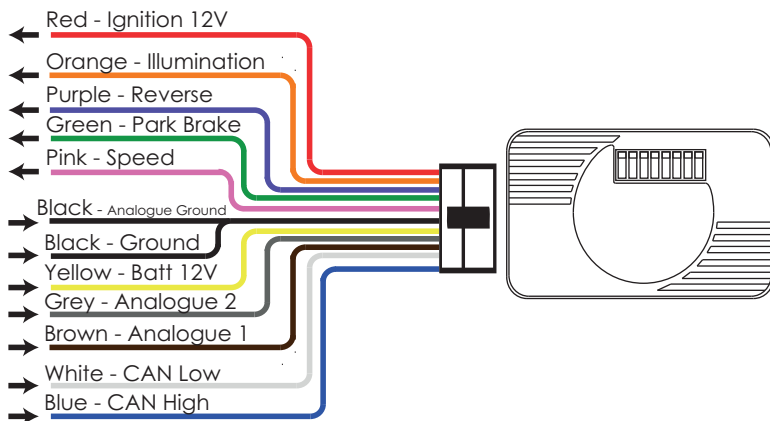 Red - Ignition 12V
Orange - Illumination
Purple - Reverse
Green - Park Brake
Pink - Speed
Black - Analogue Ground
Black - Ground
Yellow - Batt 12V
Grey - Analogue 2
Brown - Analogue 1
White - CAN Low
Blue - CAN High